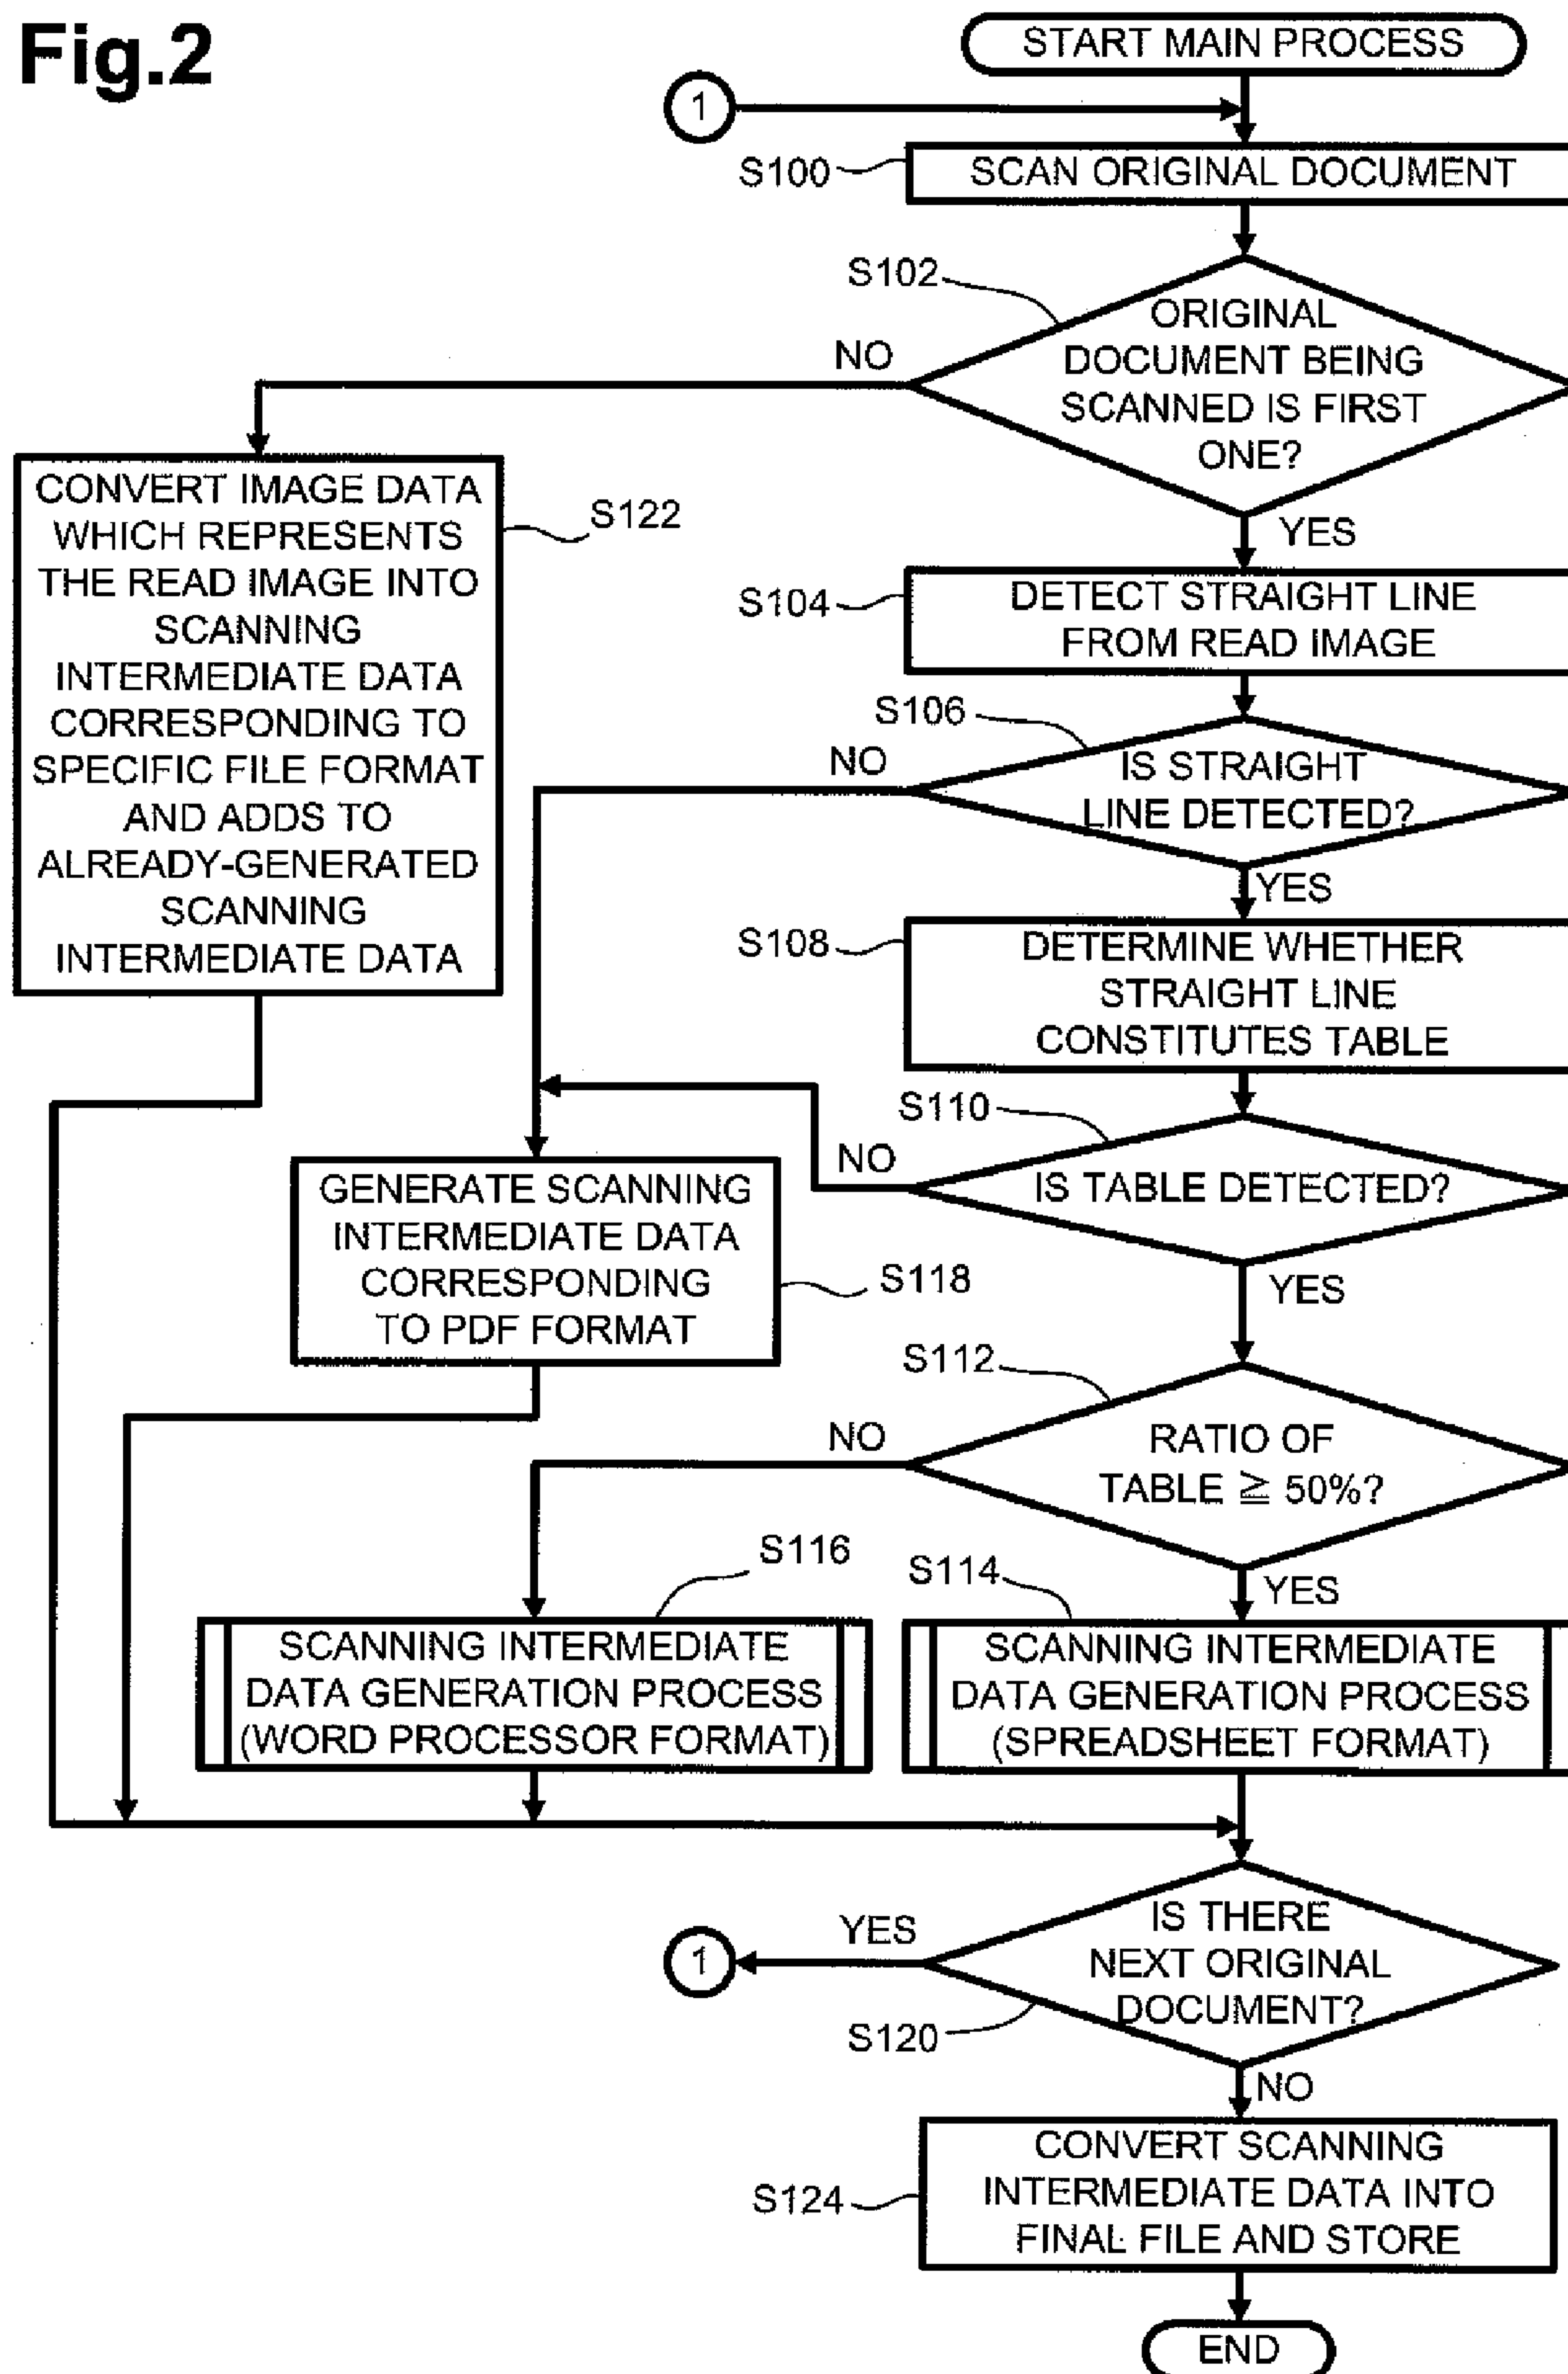 Fig.2
START MAIN PROCESS
1
S100
SCAN ORIGINAL DOCUMENT
S102
ORIGINAL
DOCUMENT BEING
SCANNED IS FIRST
ONE?
NO
YES
CONVERT IMAGE DATA
WHICH REPRESENTS
THE READ IMAGE INTO
SCANNING
INTERMEDIATE DATA
CORRESPONDING TO
SPECIFIC FILE FORMAT
AND ADDS TO
ALREADY-GENERATED
SCANNING
INTERMEDIATE DATA
S122
S104
DETECT STRAIGHT LINE
FROM READ IMAGE
S106
IS STRAIGHT
LINE DETECTED?
NO
YES
S108
DETERMINE WHETHER
STRAIGHT LINE
CONSTITUTES TABLE
S110
IS TABLE DETECTED?
NO
YES
GENERATE SCANNING
INTERMEDIATE DATA
CORRESPONDING
TO PDF FORMAT
S118
S112
RATIO OF
TABLE ≧ 50%?
NO
YES
S116
SCANNING INTERMEDIATE
DATA GENERATION PROCESS
(WORD PROCESSOR FORMAT)
S114
SCANNING INTERMEDIATE
DATA GENERATION PROCESS
(SPREADSHEET FORMAT)
IS THERE
NEXT ORIGINAL
DOCUMENT?
S120
YES
1
NO
S124
CONVERT SCANNING
INTERMEDIATE DATA INTO
FINAL FILE AND STORE
END